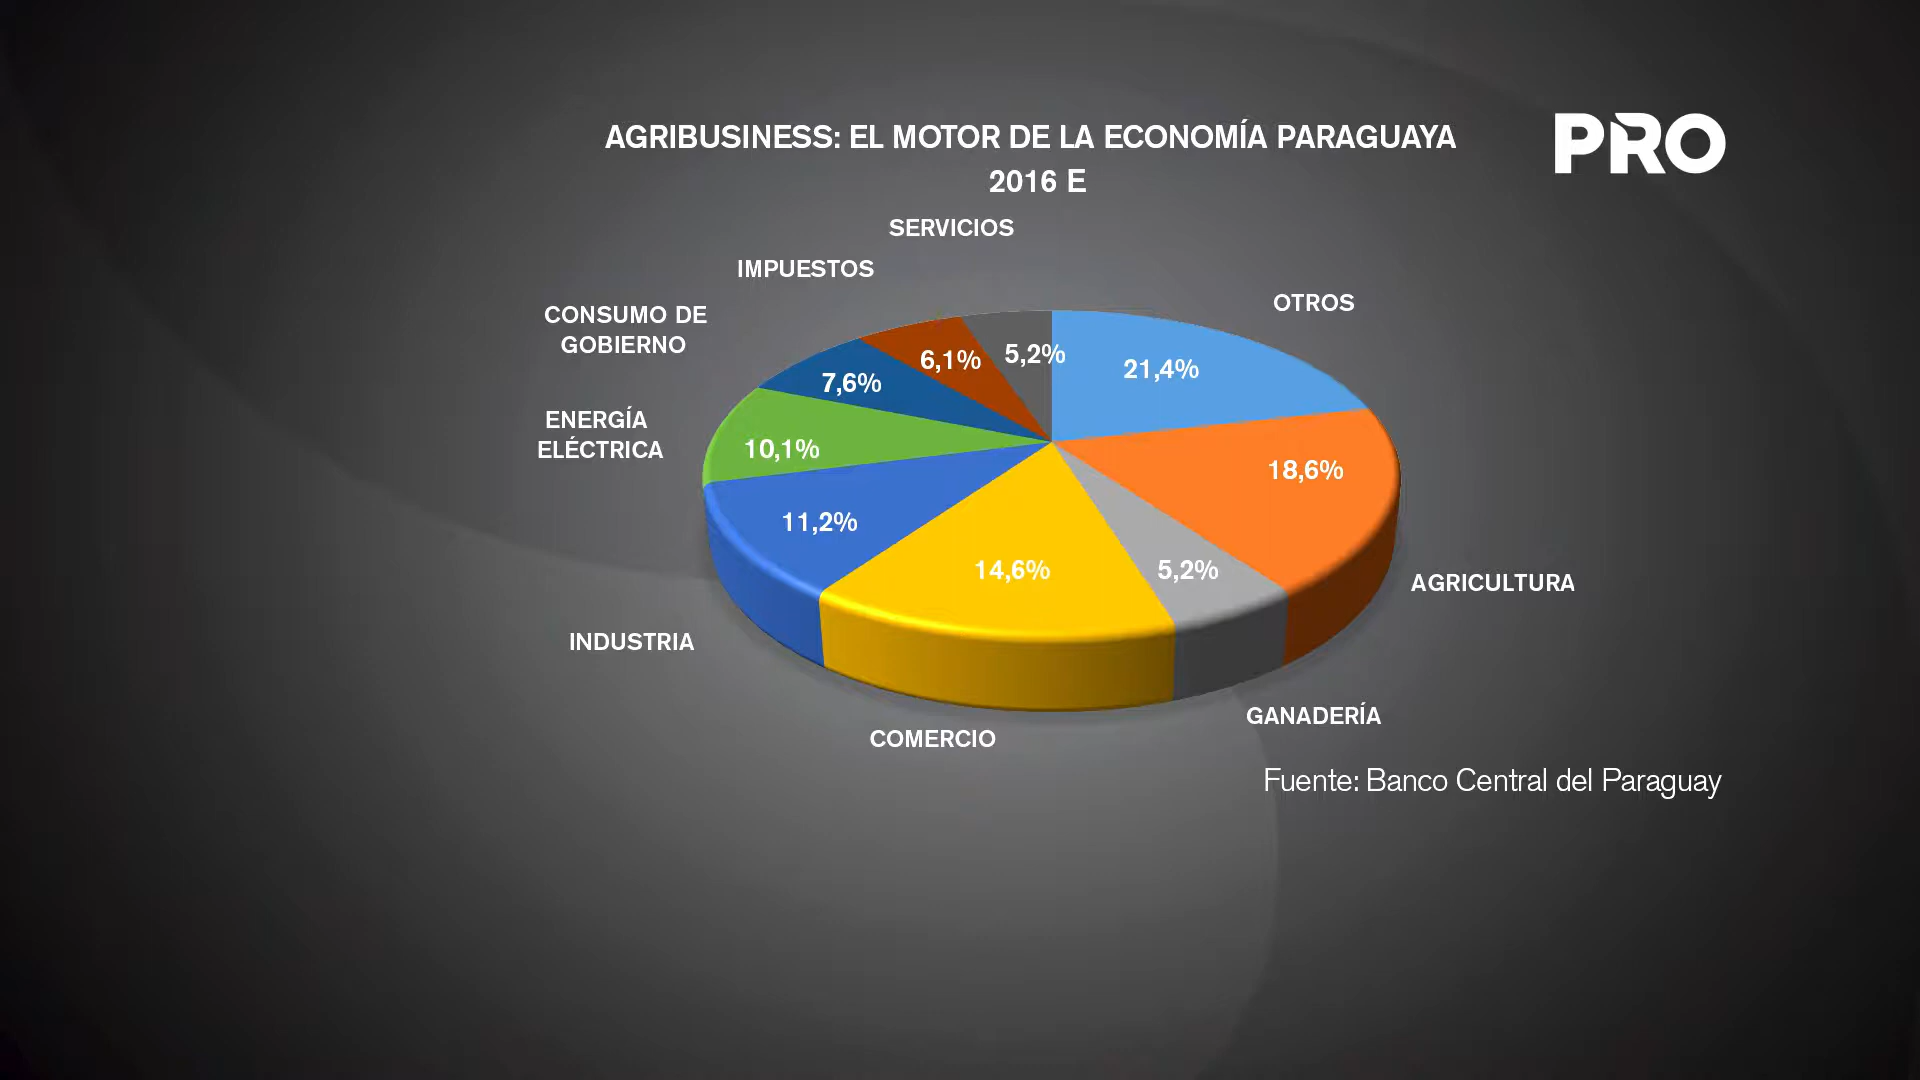 AGRIBUSINESS: EL MOTOR DE LA ECONOMÍA PARAGUAYA
2016 E
PRO
SERVICIOS
IMPUESTOS
OTROS
CONSUMO DE
GOBIERNO
5,2%
6,1%
21,4%
7,6%
ENERGÍA
ELÉCTRICA
10,1%
18,6%
11,2%
14,6%
5,2%
AGRICULTURA
INDUSTRIA
GANADERÍA
COMERCIO
Fuente: Banco Central del Paraguay